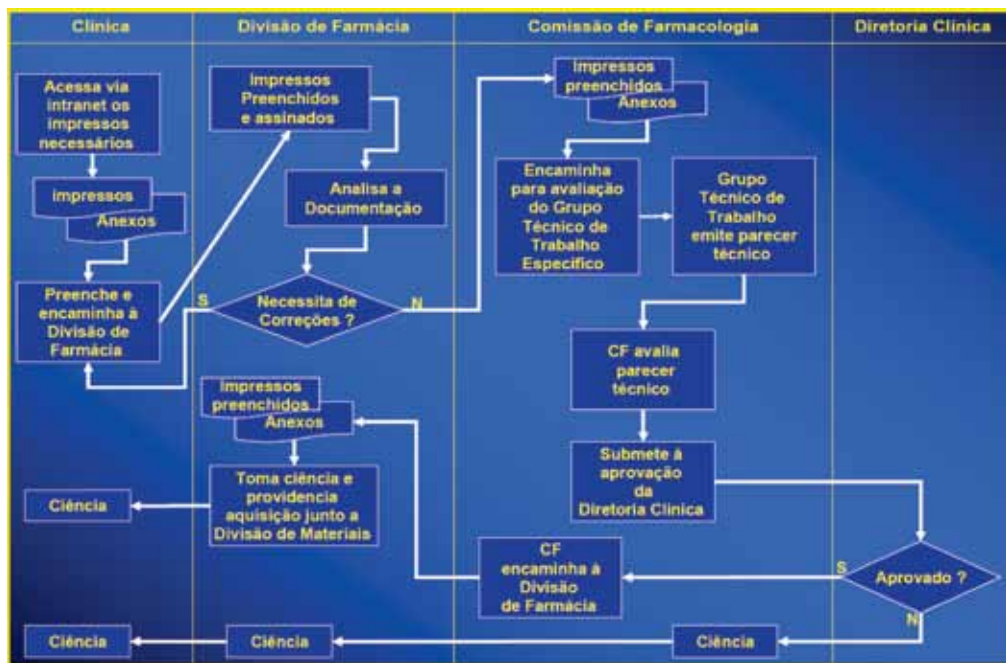 Clínica
Divisão de Farmácia
Comissão de Farmacologia
Diretoria Clínica
Acessa via
intranet os
impressos
necessários
impressos
Anexos
Preenche e
encaminha à
Divisão de
Farmácia
Impressos
Preenchidos
e assinados
Analisa a
Documentação
S
Necessita de
Correções ?
N
Impressos
preenchidos
Anexos
Encaminha
para avaliação
do Grupo
Técnico de
Trabalho
Específico
Grupo
Técnico de
Trabalho
emite parecer
técnico
CF avalia
parecer
técnico
Submete à
aprovação
da
Diretoria Clínica
Aprovado ?
S
N
CF
encaminha à
Divisão
de Farmácia
Impressos
preenchidos
Anexos
Toma ciência e
providencia
aquisição junto a
Divisão de Materiais
Ciência
Ciência
Ciência
Ciência